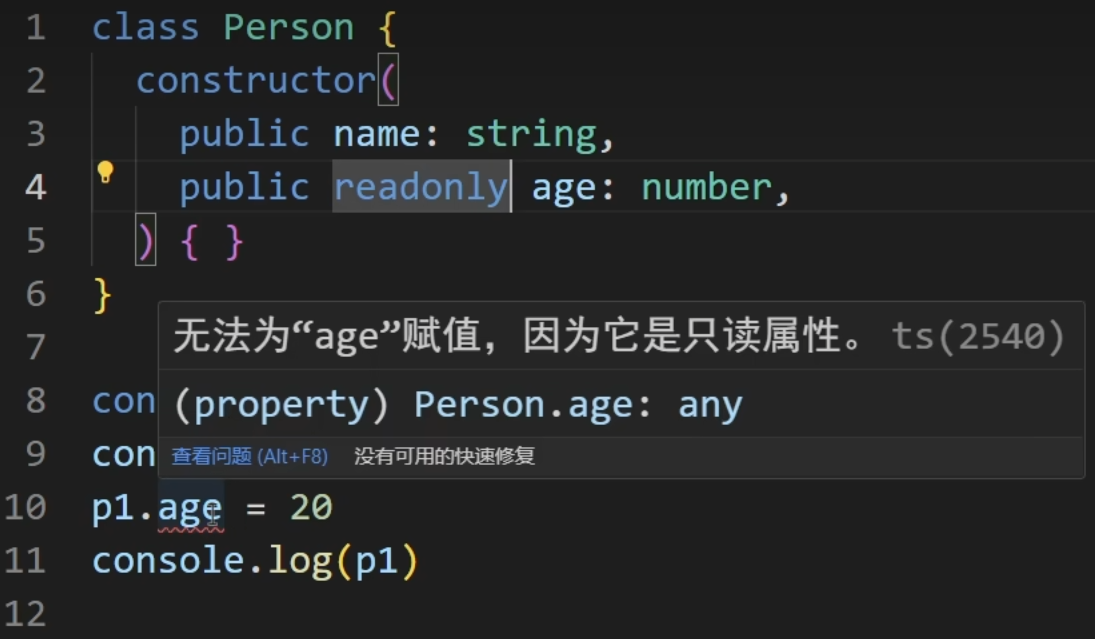 1 class Person {
2 constructor(
3 public name: string,
4 public readonly age: number,
5 ) { }
6 }
7
无法为“age”赋值，因为它是只读属性。 ts(2540)
(property) Person.age: any
查看问题 (Alt+F8) 没有可用的快速修复
8 con
9 con
10 p1.age = 20
11 console.log(p1)
12